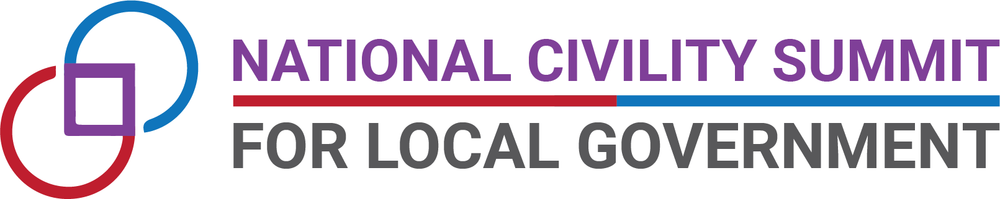 NATIONAL CIVILITY SUMMIT
FOR LOCAL GOVERNMENT